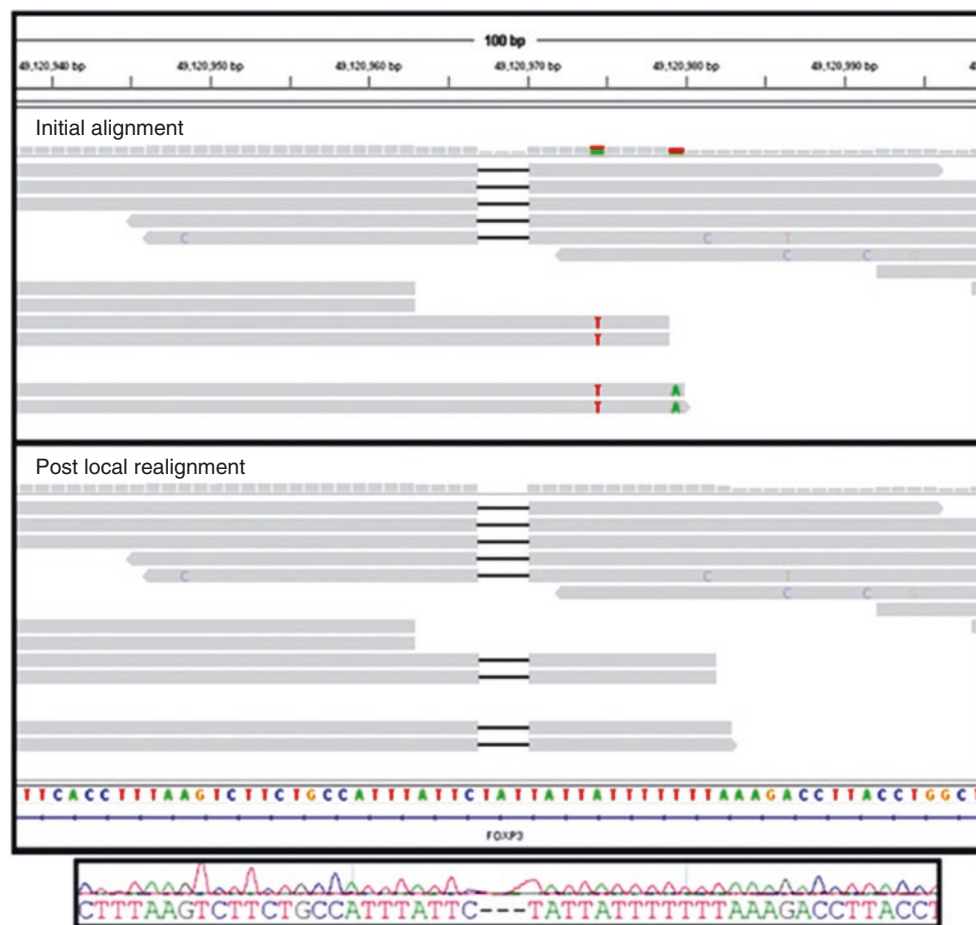 100 bp
49,120,940 bp 49,120,950 bp 49,120,960 bp 49,120,970 bp 49,120,980 bp 49,120,990 bp
Initial alignment
C C T
C C G
T
T
T A
T A
Post local realignment
C C T
C C G
T T C A C C T T T A A G T C T T C T G C C A T T T A T T C T A T T A T T A T T T T T T T A A A G A C C T T A C C T G G C T
FOXP3
CTTTAAGTCTTCTGCCATTTATTC---TATTATTTTTTTAAAGACCTTACCT